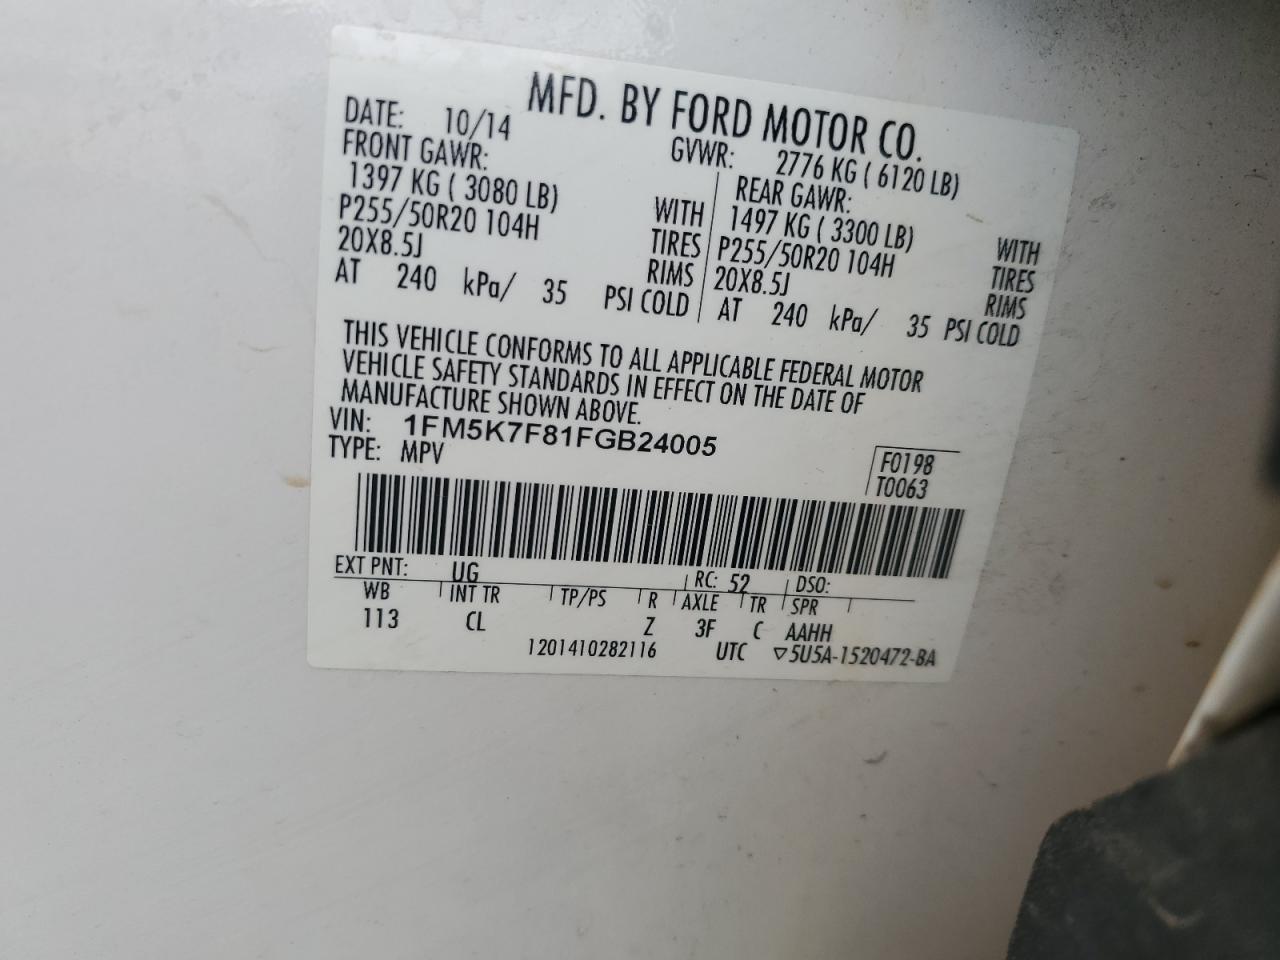 MFD. BY FORD MOTOR CO.
DATE: 10/14 GVWR: 2776 KG ( 6120 LB)
FRONT GAWR: REAR GAWR:
1397 KG ( 3080 LB) WITH 1497 KG ( 3300 LB) WITH
P255/50R20 104H TIRES P255/50R20 104H TIRES
20X8.5J RIMS 20X8.5J RIMS
AT 240 kPa/ 35 PSI COLD AT 240 kPa/ 35 PSI COLD
THIS VEHICLE CONFORMS TO ALL APPLICABLE FEDERAL MOTOR
VEHICLE SAFETY STANDARDS IN EFFECT ON THE DATE OF
MANUFACTURE SHOWN ABOVE.
VIN: 1FM5K7F81FGB24005
TYPE: MPV F0198
T0063
EXT PNT: UG RC: 52 DSO:
WB INT TR TP/PS R AXLE TR SPR
113 CL Z 3F C AAHH
1201410282116 UTC ▽5U5A-1520472-BA